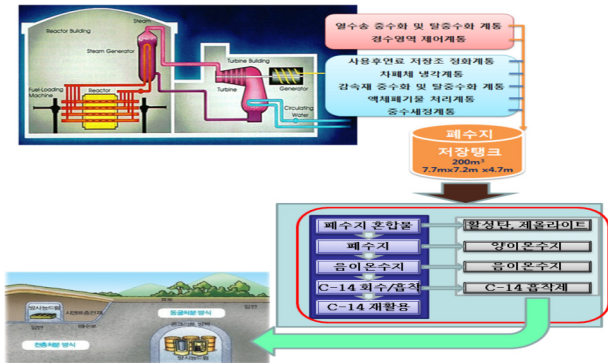 Steam
Reactor Building
Steam Generator
Turbine Building
Fuel-Loading Machine
Reactor
Turbine
Generator
Circulating Water
열수송 중수화 및 탈중수화 계통
경수영역 제어계통
사용후연료 저장조 정화계통
차폐체 냉각계통
감속재 중수화 및 탈중수화 계통
액체폐기물 처리계통
중수세정계통
폐수지
저장탱크
200m³
7.7mx7.2m x4.7m
폐수지 혼합물
활성탄, 제올라이트
폐수지
양이온수지
음이온수지
음이온수지
C-14 회수/흡착
C-14 흡착제
C-14 재활용
동굴처분 방식
천층처분 방식
방사능드럼
암반